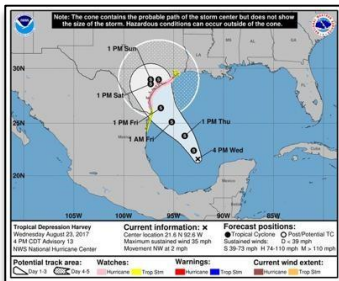 Note: The cone contains the probable path of the storm center but does not show
the size of the storm. Hazardous conditions can occur outside of the cone.
1 PM Sun
1 PM Sat
1 PM Fri
1 AM Fri
1 PM Thu
4 PM Wed
30N
25N
20N
105W
100W
95W
90W
85W
Tropical Depression Harvey
Wednesday August 23, 2017
4 PM CDT Advisory 13
NWS National Hurricane Center
Current information: x
Center location 21.6 N 92.6 W
Maximum sustained wind 35 mph
Movement NW at 2 mph
Forecast positions:
Tropical Cyclone Post/Potential TC
Sustained winds: D < 39 mph
S 39-73 mph H 74-110 mph M > 110 mph
Potential track area:
Day 1-3 Day 4-5
Watches:
Hurricane Trop Stm
Warnings:
Hurricane Trop Stm
Current wind extent:
Hurricane Trop Stm